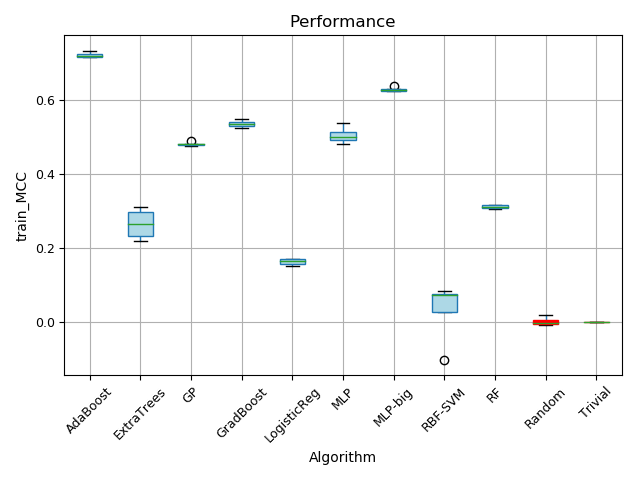 Performance
train_MCC
0.6
0.4
0.2
0.0
AdaBoost
ExtraTrees
GP
GradBoost
LogisticReg
MLP
MLP-big
RBF-SVM
RF
Random
Trivial
Algorithm